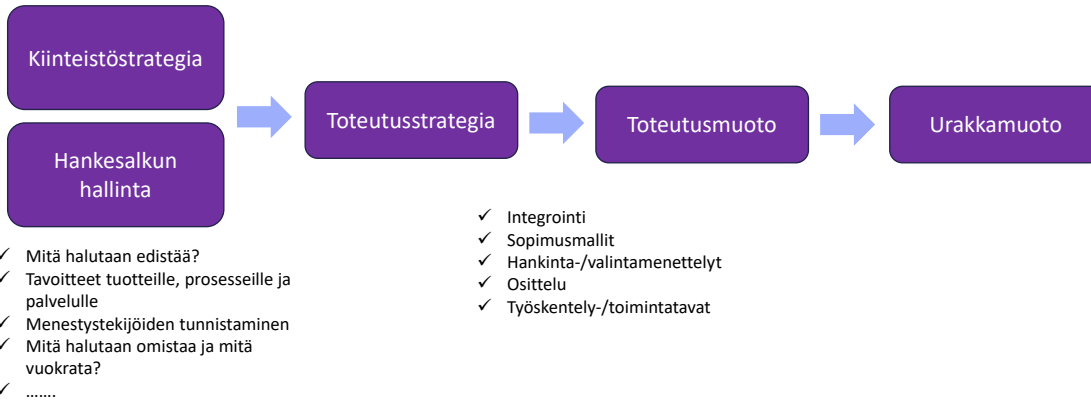 Kiinteistöstrategia
Hankesalkun
hallinta
Toteutusstrategia
Toteutusmuoto
Urakkamuoto
✓ Mitä halutaan edistää?
✓ Tavoitteet tuotteille, prosesseille ja
palvelulle
✓ Menestystekijöiden tunnistaminen
✓ Mitä halutaan omistaa ja mitä
vuokrata?
✓ .......
✓ Integrointi
✓ Sopimusmallit
✓ Hankinta-/valintamenettelyt
✓ Osittelu
✓ Työskentely-/toimintatavat